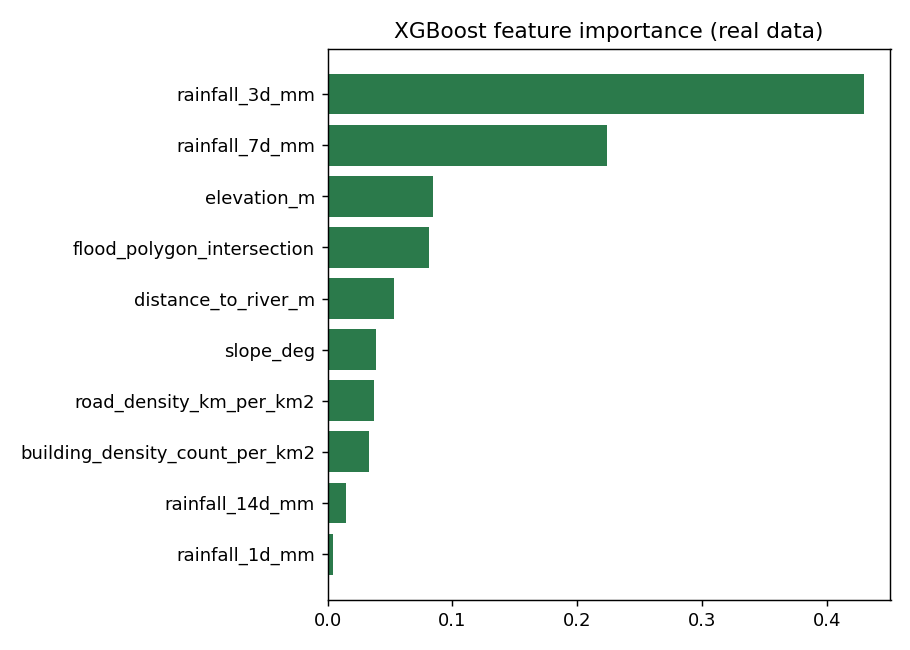 XGBoost feature importance (real data)
rainfall_3d_mm
rainfall_7d_mm
elevation_m
flood_polygon_intersection
distance_to_river_m
slope_deg
road_density_km_per_km2
building_density_count_per_km2
rainfall_14d_mm
rainfall_1d_mm
0.0 0.1 0.2 0.3 0.4